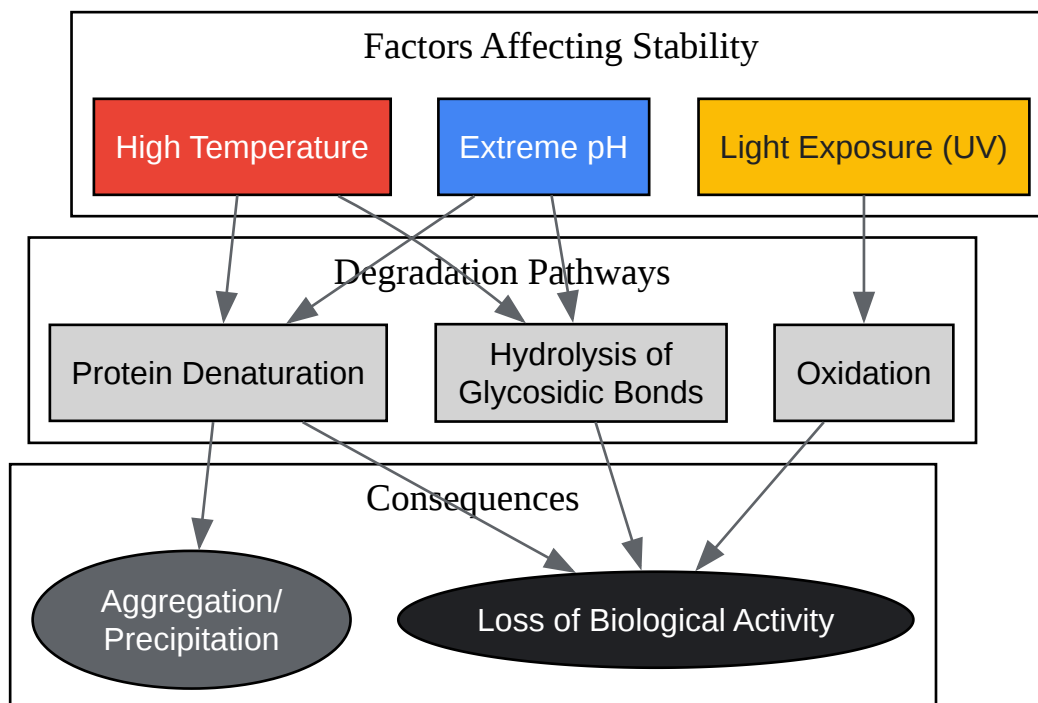 Factors Affecting Stability
High Temperature
Extreme pH
Light Exposure (UV)
Degradation Pathways
Protein Denaturation
Hydrolysis of
Glycosidic Bonds
Oxidation
Consequences
Aggregation/
Precipitation
Loss of Biological Activity